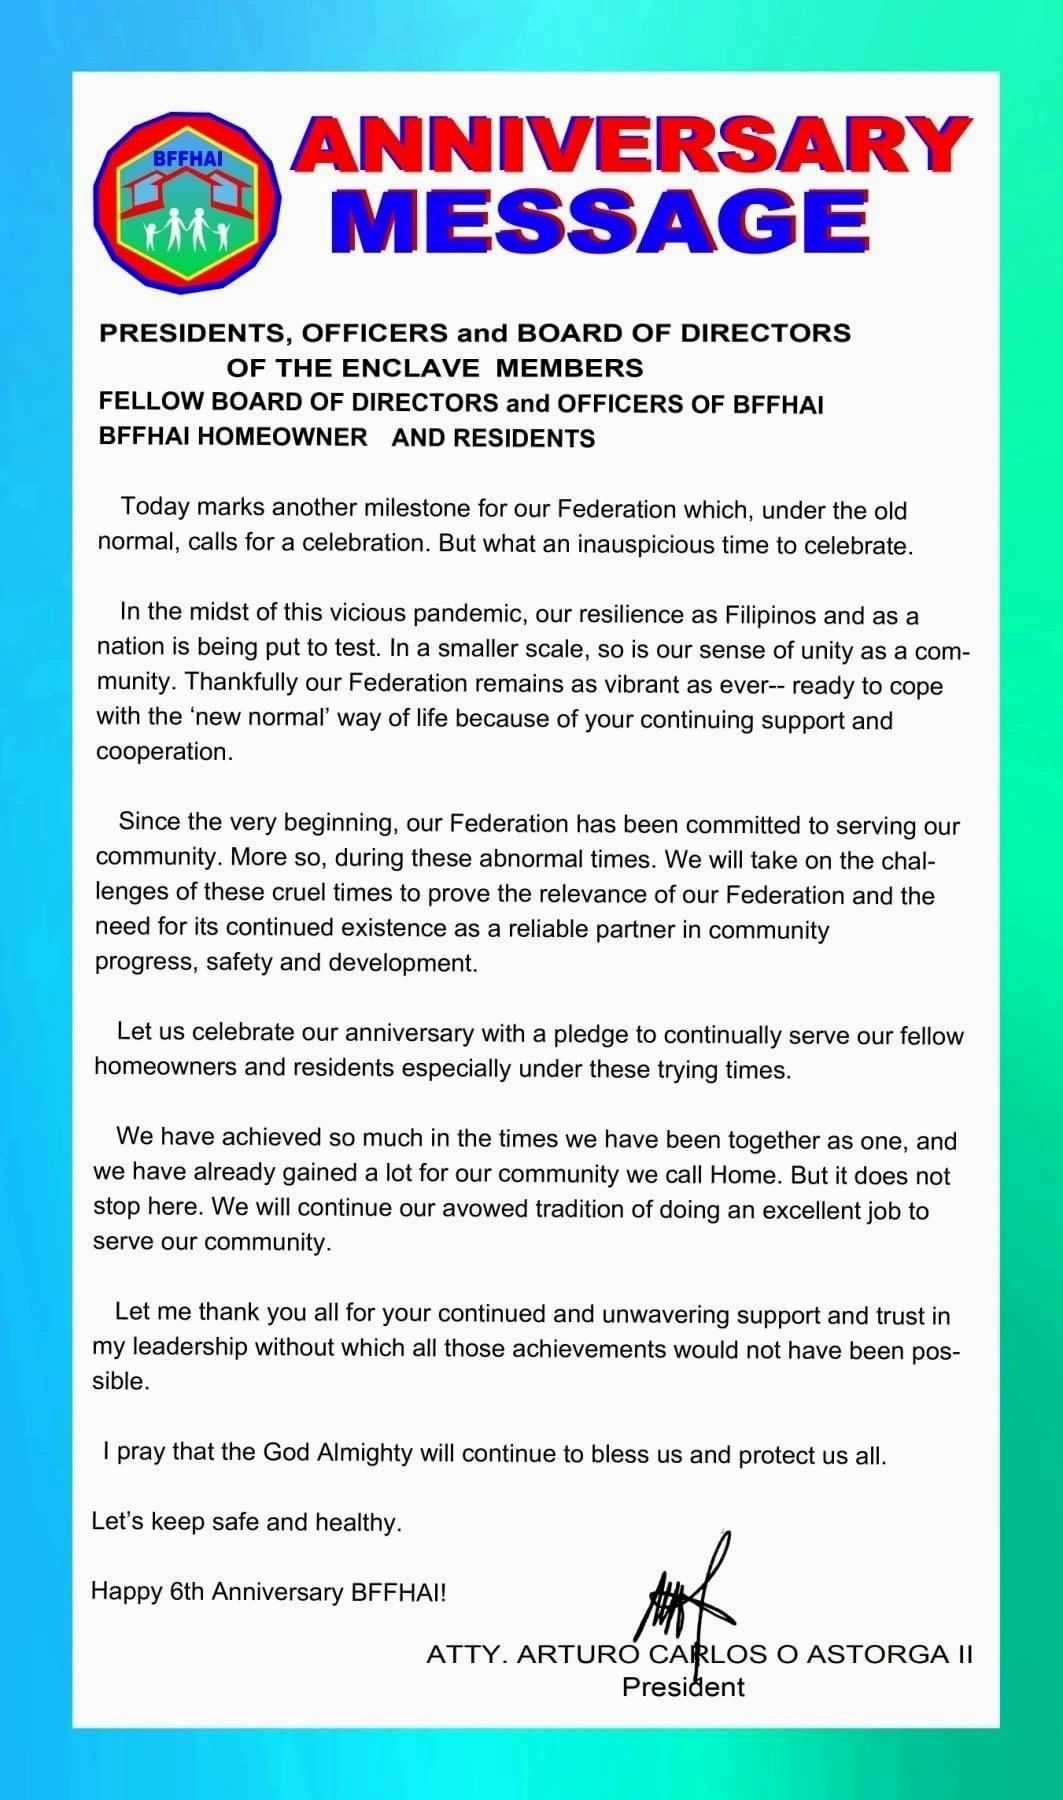 BFFHAI
ANNIVERSARY
MESSAGE
PRESIDENTS, OFFICERS and BOARD OF DIRECTORS
OF THE ENCLAVE MEMBERS
FELLOW BOARD OF DIRECTORS and OFFICERS OF BFFHAI
BFFHAI HOMEOWNER AND RESIDENTS
Today marks another milestone for our Federation which, under the old
normal, calls for a celebration. But what an inauspicious time to celebrate.
In the midst of this vicious pandemic, our resilience as Filipinos and as a
nation is being put to test. In a smaller scale, so is our sense of unity as a com-
munity. Thankfully our Federation remains as vibrant as ever-- ready to cope
with the ‘new normal’ way of life because of your continuing support and
cooperation.
Since the very beginning, our Federation has been committed to serving our
community. More so, during these abnormal times. We will take on the chal-
lenges of these cruel times to prove the relevance of our Federation and the
need for its continued existence as a reliable partner in community
progress, safety and development.
Let us celebrate our anniversary with a pledge to continually serve our fellow
homeowners and residents especially under these trying times.
We have achieved so much in the times we have been together as one, and
we have already gained a lot for our community we call Home. But it does not
stop here. We will continue our avowed tradition of doing an excellent job to
serve our community.
Let me thank you all for your continued and unwavering support and trust in
my leadership without which all those achievements would not have been pos-
sible.
I pray that the God Almighty will continue to bless us and protect us all.
Let’s keep safe and healthy.
Happy 6th Anniversary BFFHAI!
ATTY. ARTURO CARLOS O ASTORGA II
President